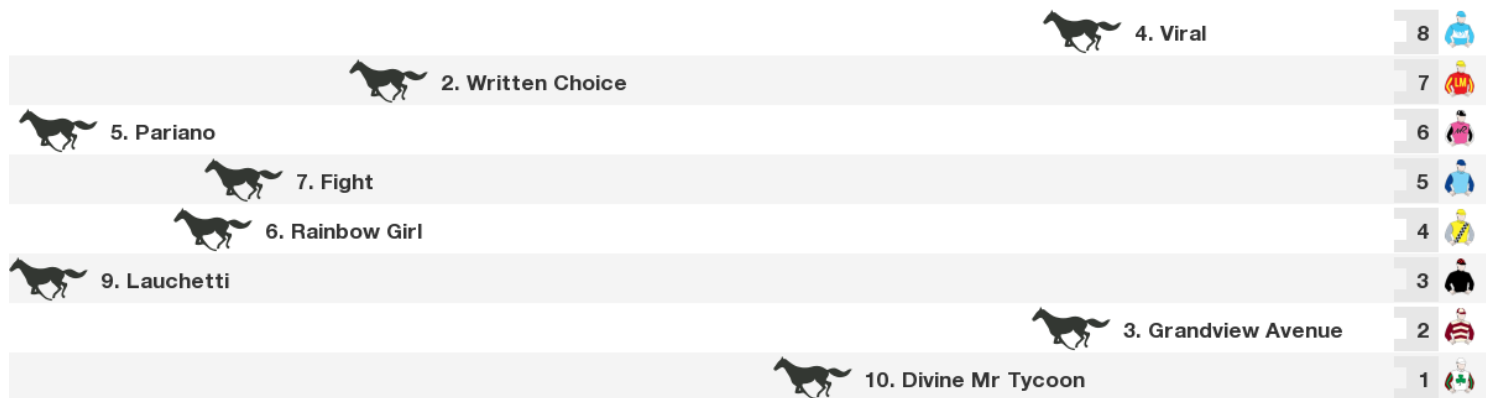 4. Viral 8
2. Written Choice 7 LM
5. Pariano 6
7. Fight 5
6. Rainbow Girl 4
9. Lauchetti 3
3. Grandview Avenue 2
10. Divine Mr Tycoon 1